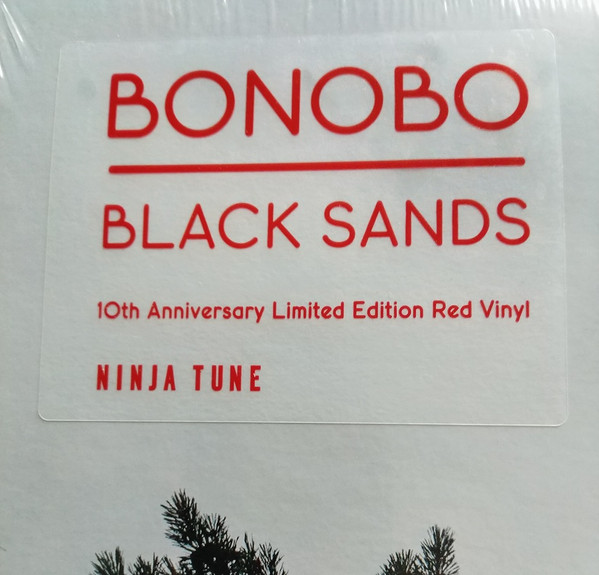 BONOBO
BLACK SANDS
10th Anniversary Limited Edition Red Vinyl
NINJA TUNE